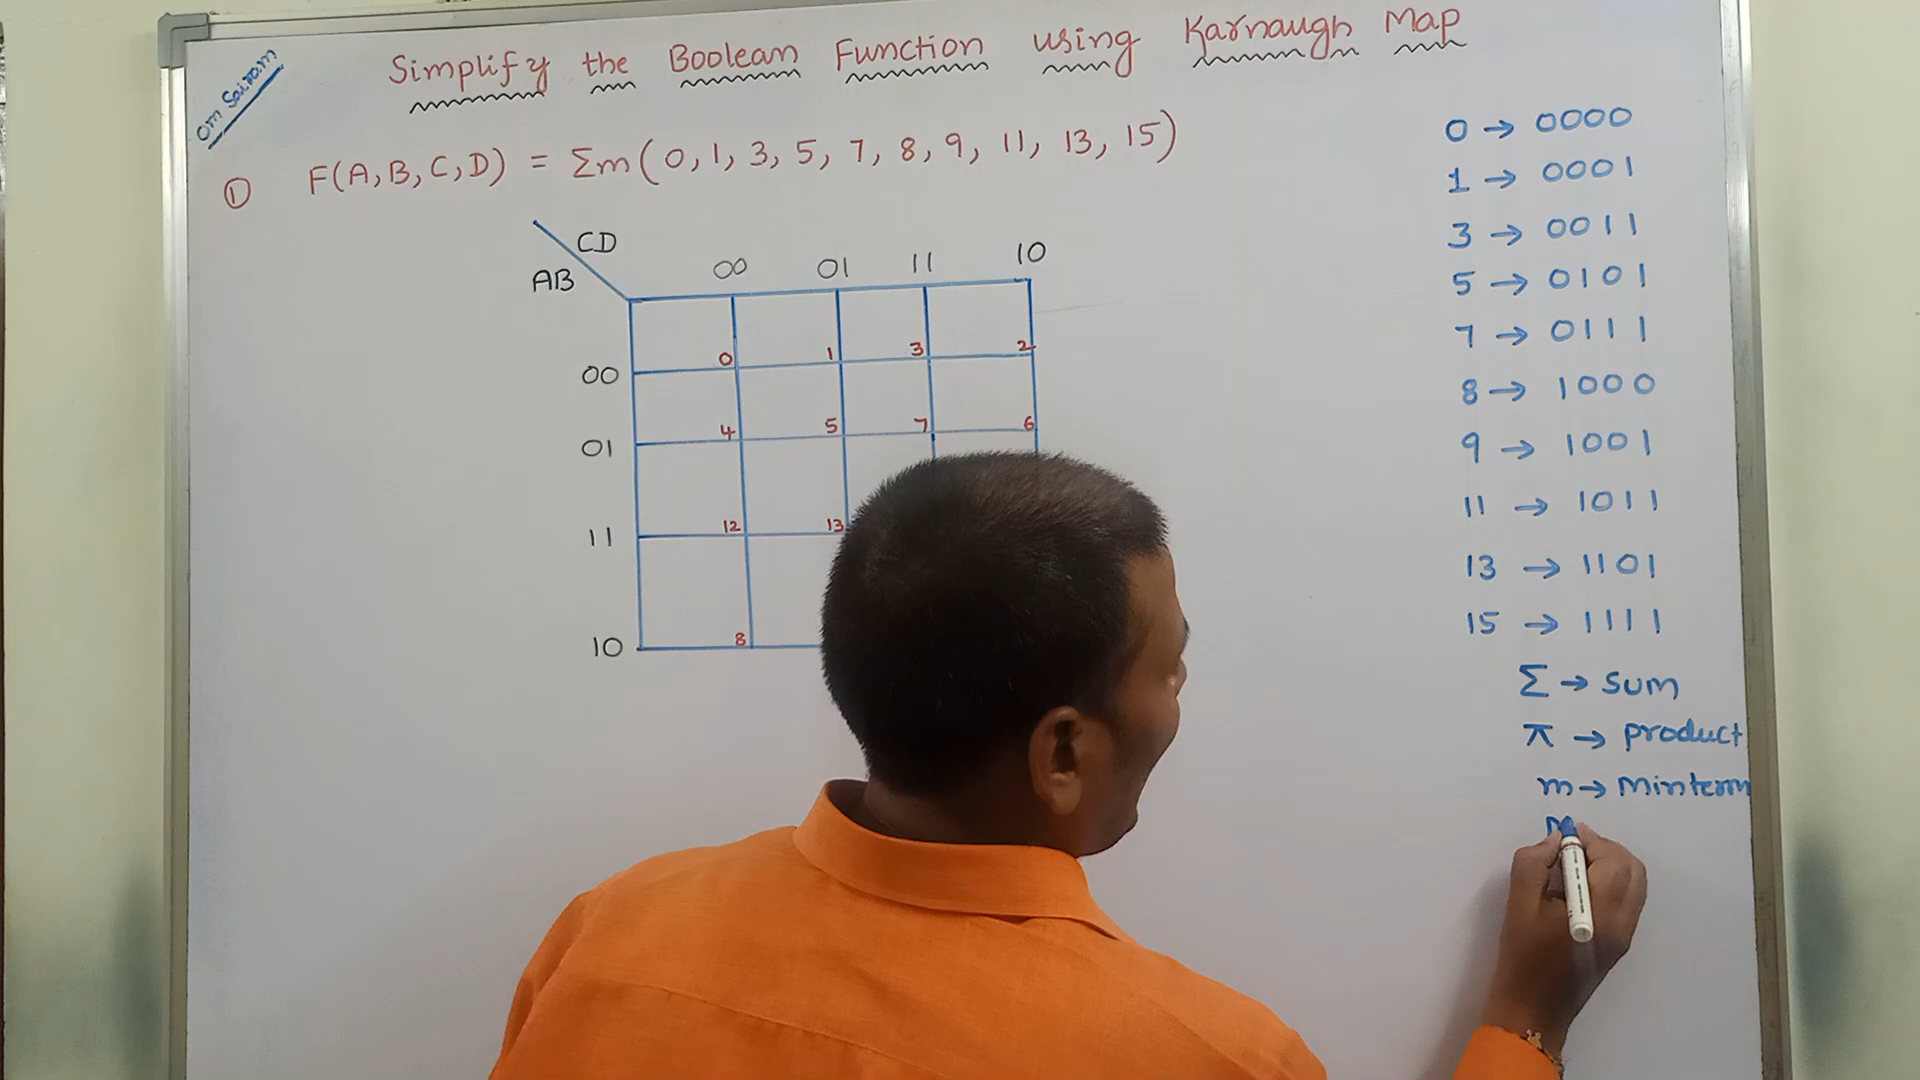 Om Sairam
Simplify the Boolean Function using Karnaugh Map
① F(A,B,C,D) = Σm(0,1,3,5,7,8,9,11,13,15)
CD
AB
00 01 11 10
0 1 3 2
00
4 5 7 6
01
12 13
11
8
10
0 → 0000
1 → 0001
3 → 0011
5 → 0101
7 → 0111
8 → 1000
9 → 1001
11 → 1011
13 → 1101
15 → 1111
Σ → sum
π → product
m → Minterm